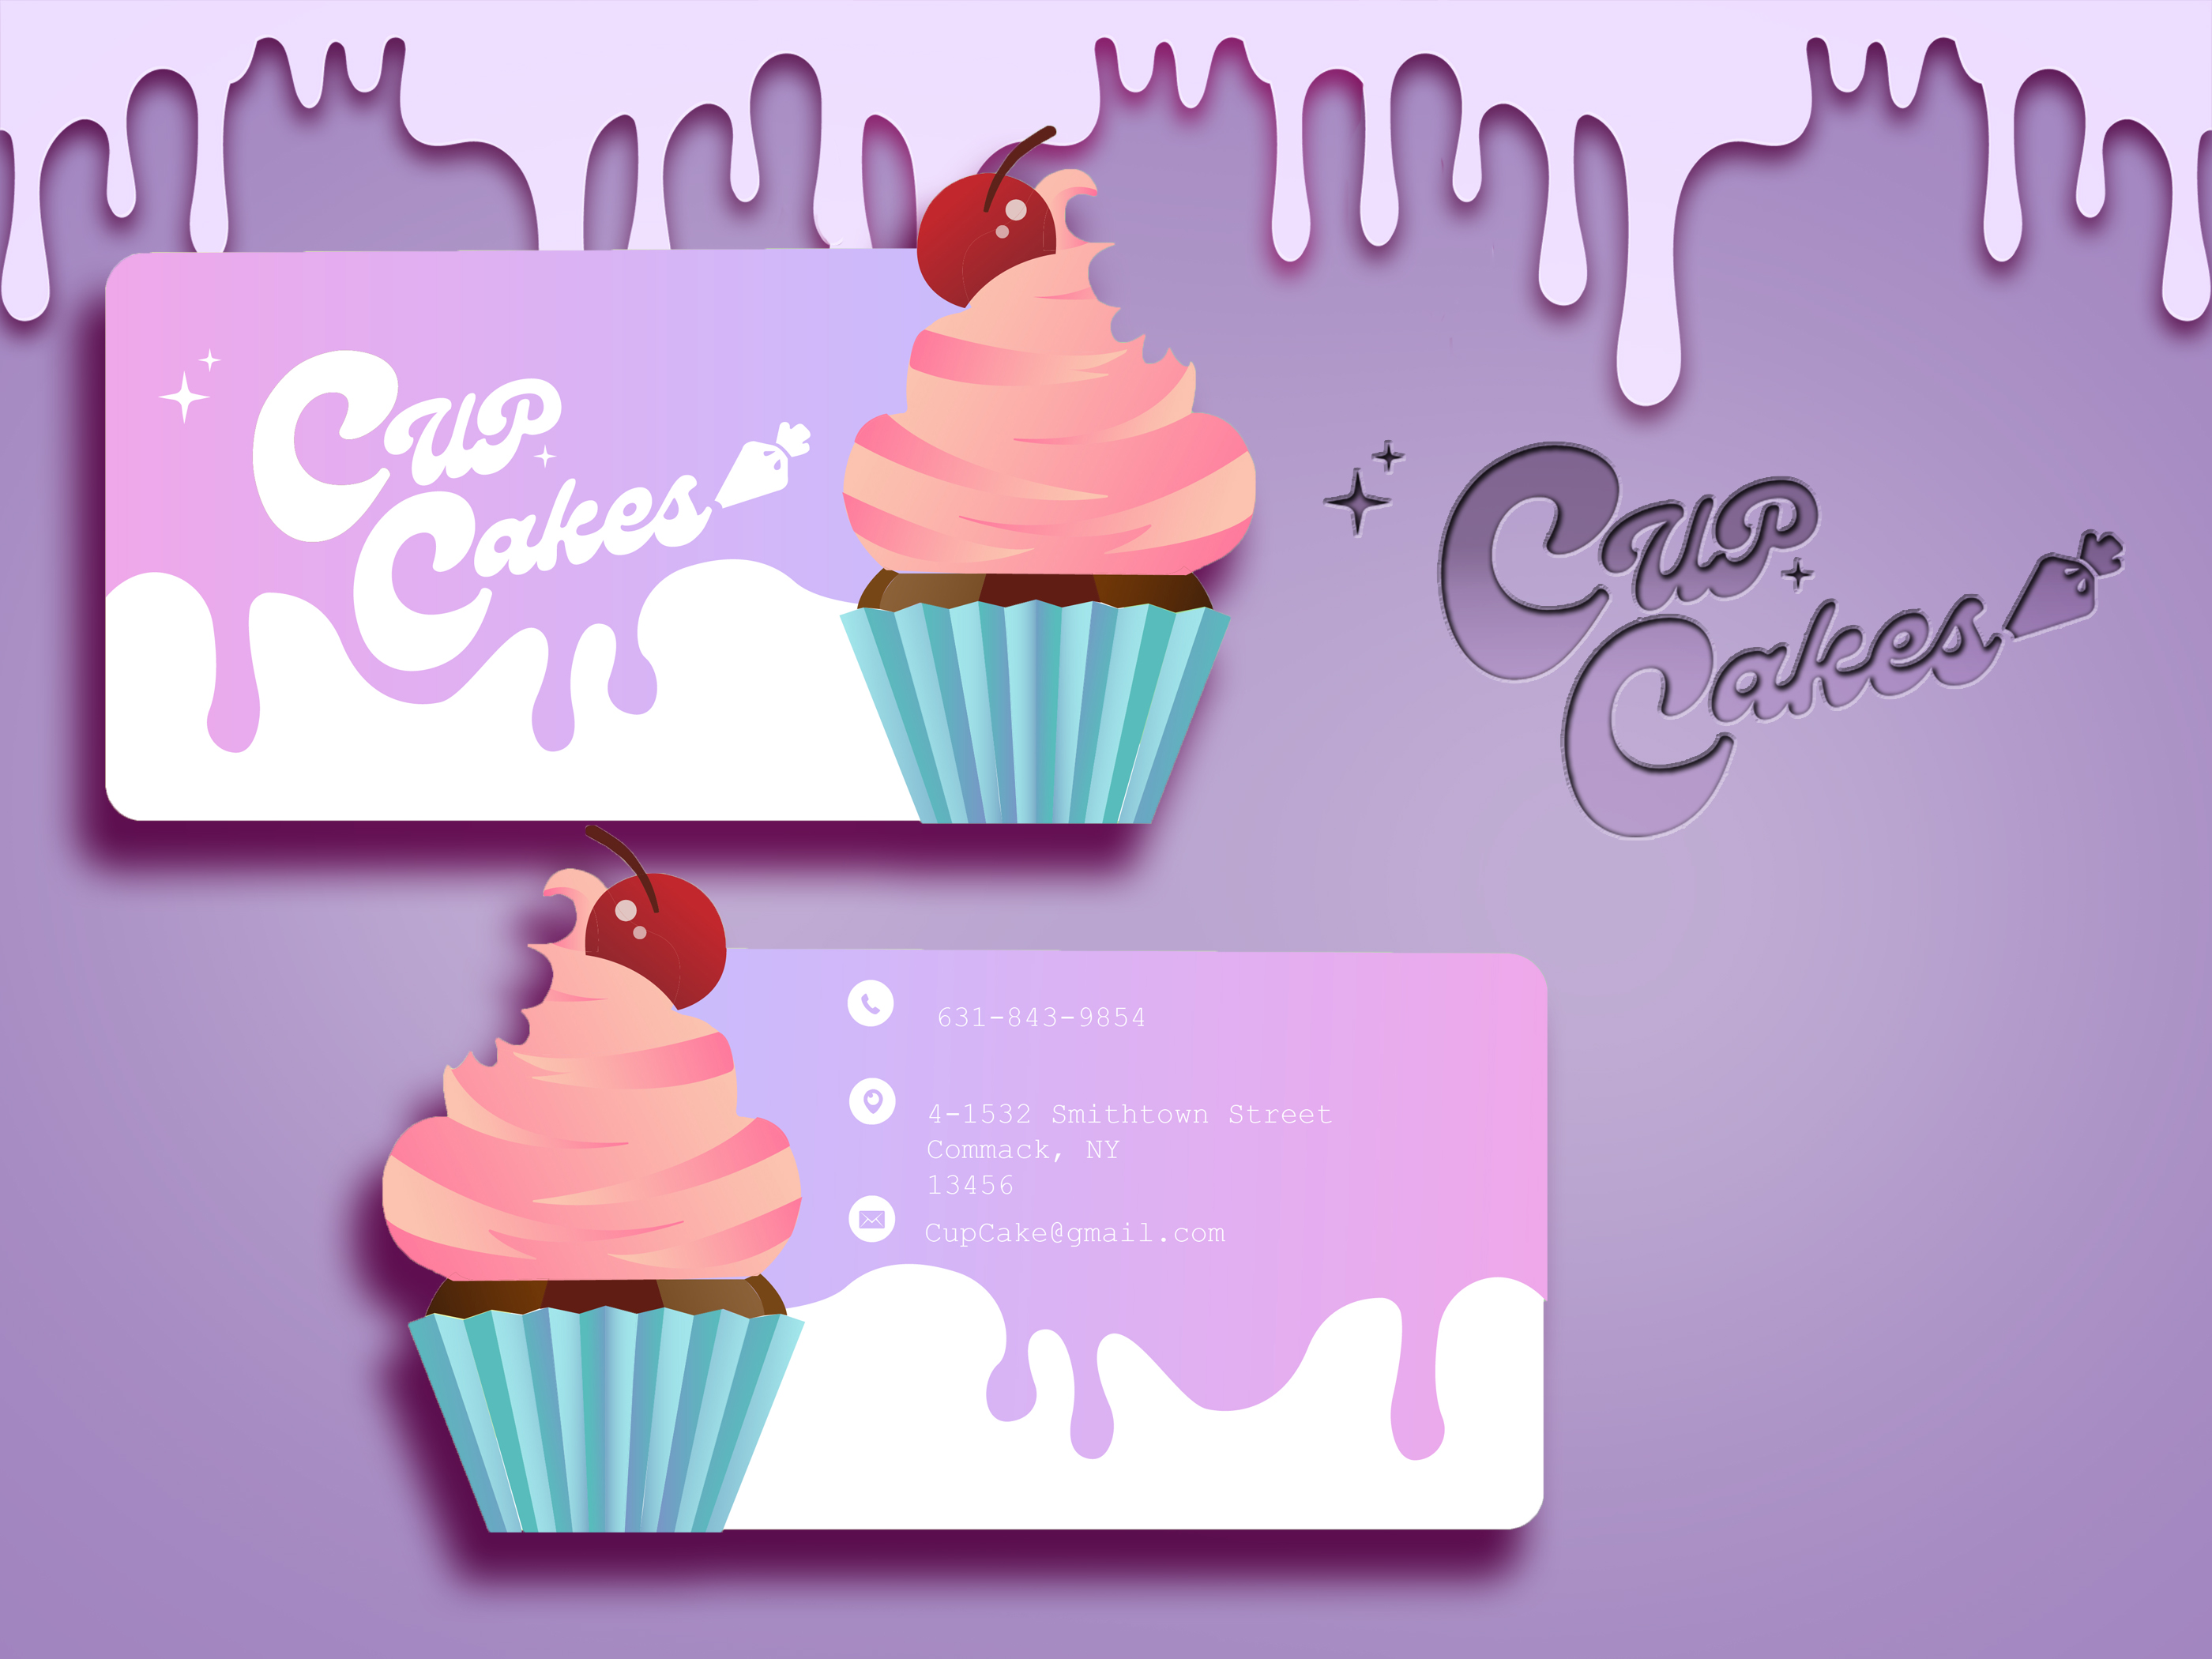 Cup
Cakes
Cup
Cakes
631-843-9854
4-1532 Smithtown Street
Commack, NY
13456
CupCake@gmail.com